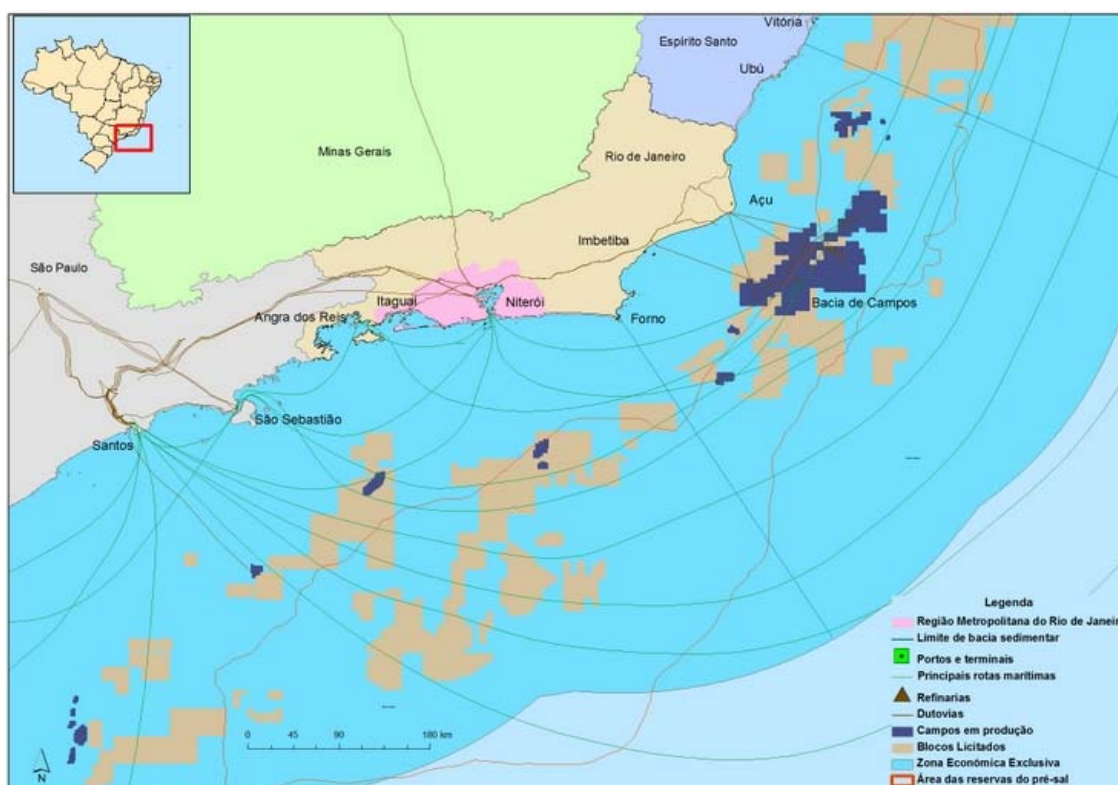 Vitória
Espírito Santo
Ubú
Minas Gerais
Rio de Janeiro
Açu
Imbetiba
São Paulo
Itaguaí
Niterói
Bacia de Campos
Angra dos Reis
Forno
São Sebastião
Santos
Legenda
Região Metropolitana do Rio de Janeir
Limite de bacia sedimentar
Portos e terminais
Principais rotas marítimas
Refinarias
Dutovias
Campos em produção
Blocos Licitados
Zona Económica Exclusiva
Área das reservas do pré-sal
0 45 90 180 km
N